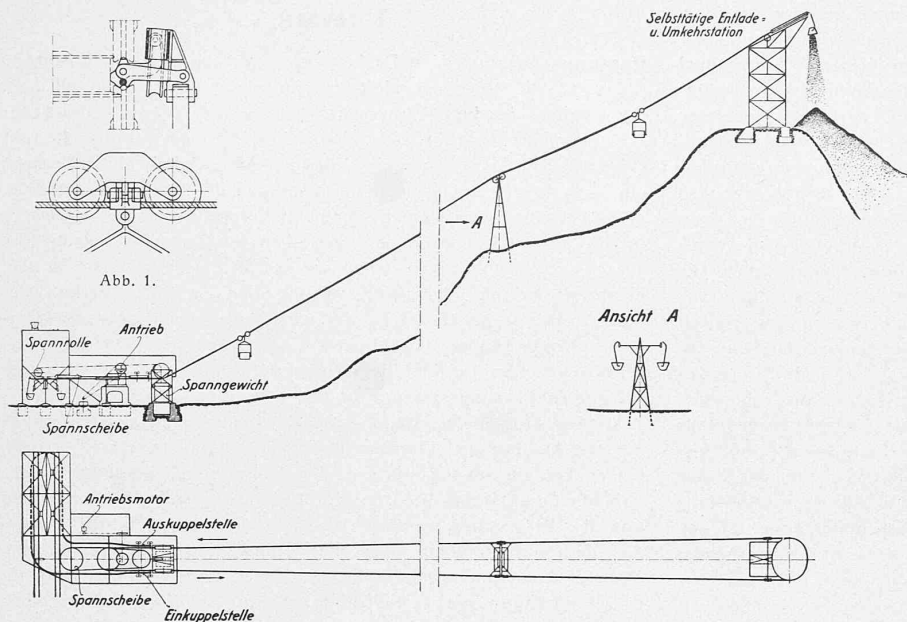 Selbsttätige Entlade=
u. Umkehrstation
A
Abb. 1.
Ansicht A
Antrieb
Spannrolle
Spanngewicht
Spannscheibe
Antriebsmotor
Auskuppelstelle
Spannscheibe
Einkuppelstelle